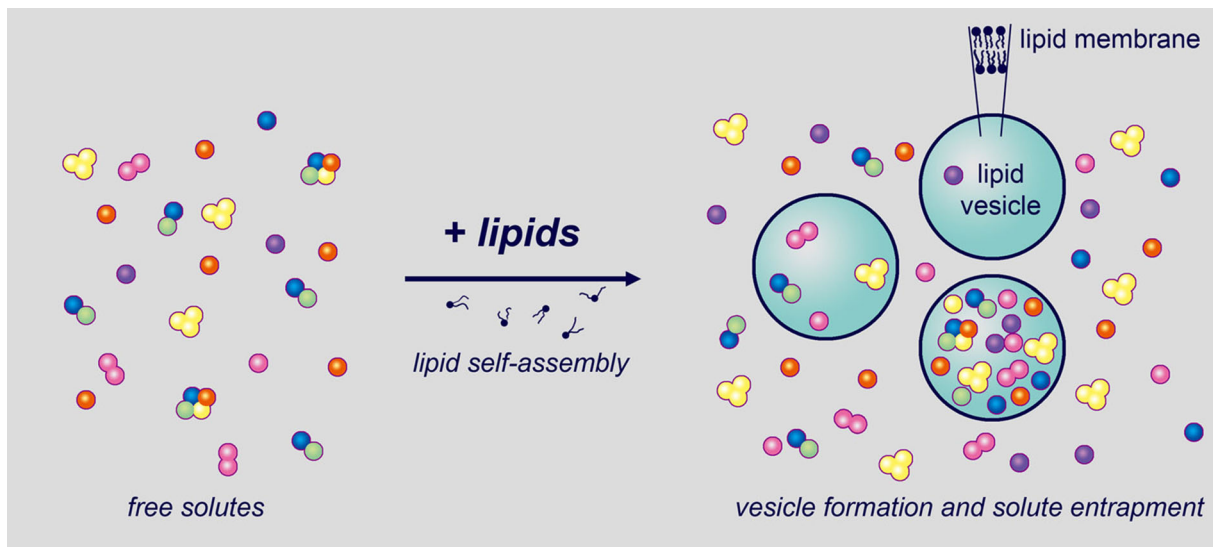 lipid membrane
lipid
vesicle
+ lipids
lipid self-assembly
free solutes
vesicle formation and solute entrapment